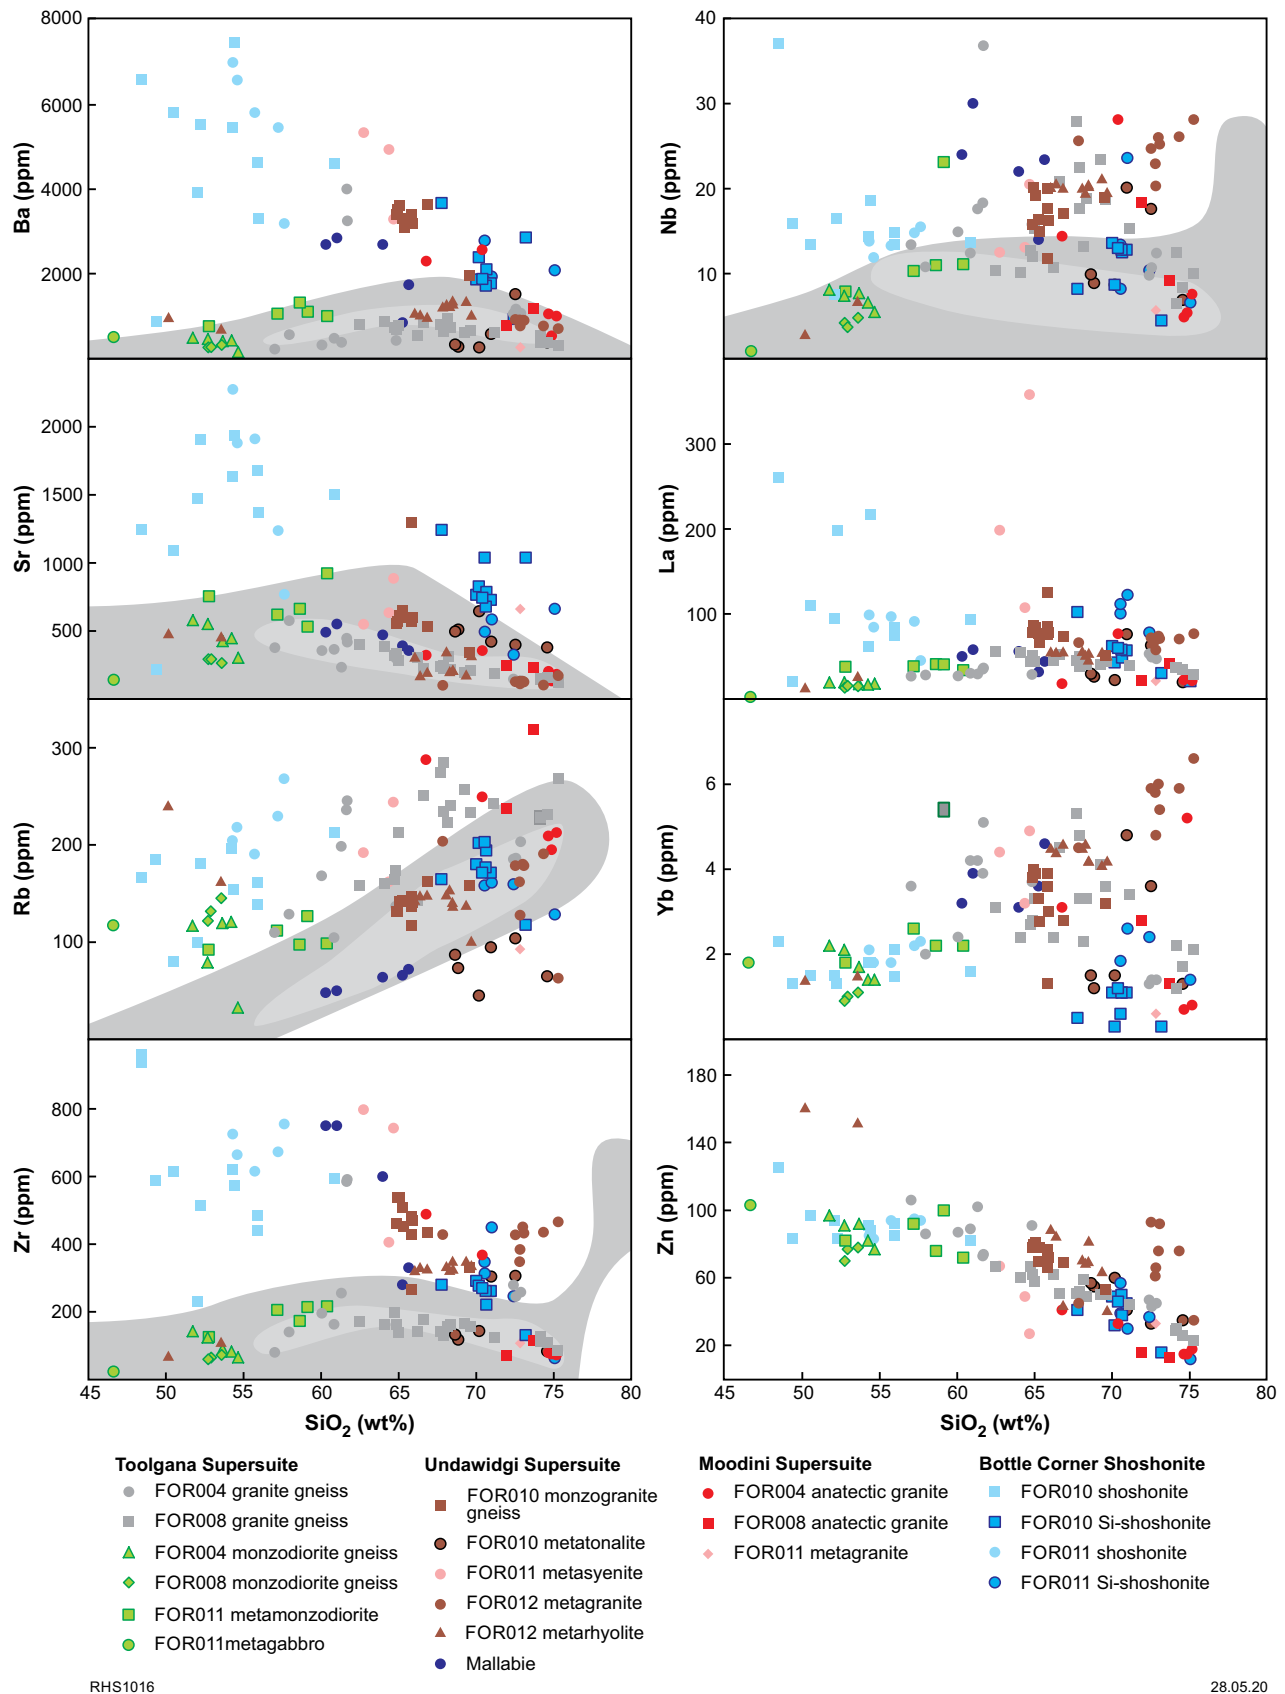 8000
6000
4000
2000
Ba (ppm)
40
30
20
10
Nb (ppm)
2000
1500
1000
500
Sr (ppm)
300
200
100
La (ppm)
300
200
100
Rb (ppm)
6
4
2
Yb (ppm)
800
600
400
200
Zr (ppm)
180
140
100
60
20
Zn (ppm)
45 50 55 60 65 70 75 80
SiO2 (wt%)
45 50 55 60 65 70 75 80
SiO2 (wt%)
Toolgana Supersuite
FOR004 granite gneiss
FOR008 granite gneiss
FOR004 monzodiorite gneiss
FOR008 monzodiorite gneiss
FOR011 metamonzodiorite
FOR011metagabbro
Undawidgi Supersuite
FOR010 monzogranite
gneiss
FOR010 metatonalite
FOR011 metasyenite
FOR012 metagranite
FOR012 metarhyolite
Mallabie
Moodini Supersuite
FOR004 anatectic granite
FOR008 anatectic granite
FOR011 metagranite
Bottle Corner Shoshonite
FOR010 shoshonite
FOR010 Si-shoshonite
FOR011 shoshonite
FOR011 Si-shoshonite
RHS1016
28.05.20